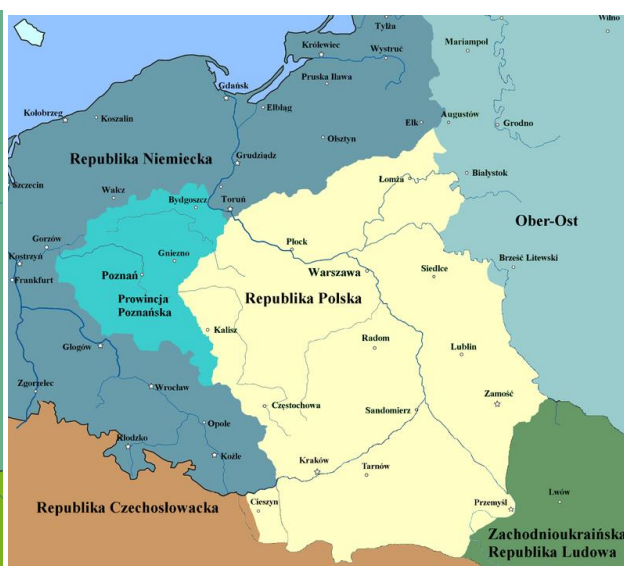 Tylża
Wilno
Królewiec
Wystruć
Mariampol
Gdańsk
Pruska Iława
Kołobrzeg
Koszalin
Elbląg
Ełk
Augustów
Grodno
Olsztyn
Republika Niemiecka
Grudziądz
Szczecin
Wałcz
Bydgoszcz
Toruń
Łomża
Białystok
Ober-Ost
Gorzów
Kostrzyń
Gniezno
Płock
Brześć Litewski
Frankfurt
Poznań
Warszawa
Siedlce
Prowincja
Poznańska
Republika Polska
Kalisz
Głogów
Radom
Lublin
Zgorzelec
Wrocław
Zamość
Częstochowa
Sandomierz
Opole
Kłodzko
Koźle
Kraków
Tarnów
Lwów
Republika Czechosłowacka
Cieszyn
Przemyśl
Zachodnioukraińska
Republika Ludowa